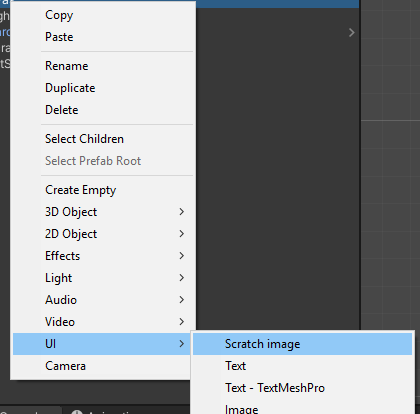 Copy
Paste
Rename
Duplicate
Delete
Select Children
Select Prefab Root
Create Empty
3D Object
2D Object
Effects
Light
Audio
Video
UI
Scratch image
Camera
Text
Text - TextMeshPro
Image